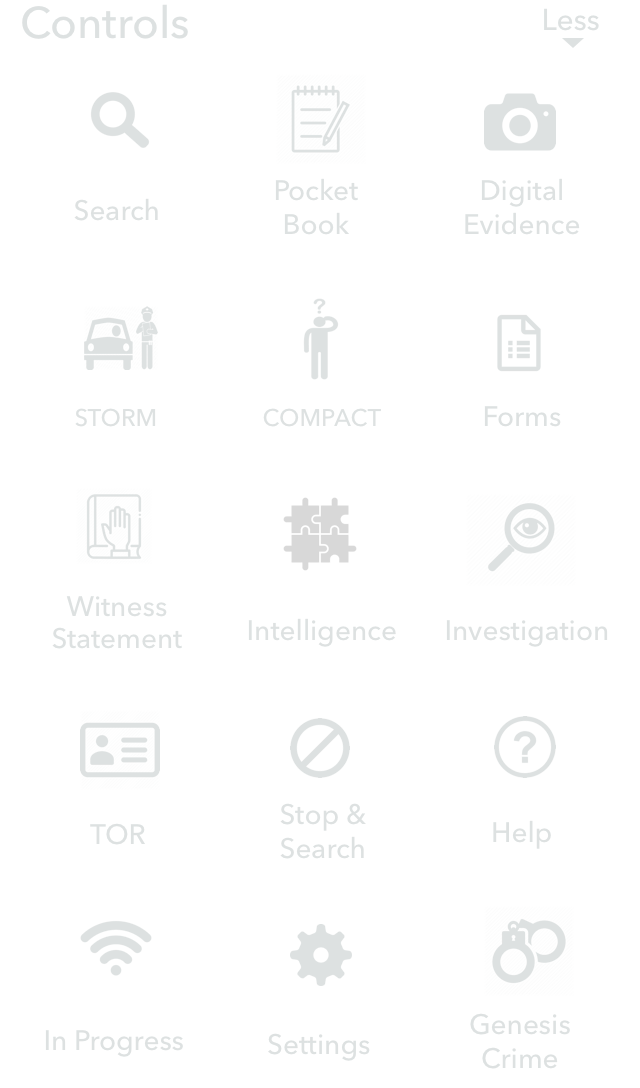 Controls
Less
Search
Pocket
Book
Digital
Evidence
STORM
COMPACT
Forms
Witness
Statement
Intelligence
Investigation
TOR
Stop &
Search
Help
In Progress
Settings
Genesis
Crime